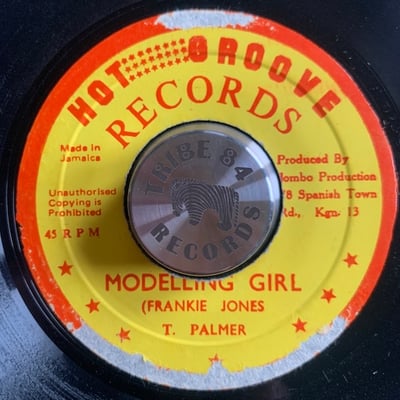 HOT GROOVE
RECORDS
Made in
Jamaica
Unauthorised
Copying is
Prohibited
45 RPM
TRIBE 84
RECORDS
Produced By
Jombo Production
78 Spanish Town
Rd., Kgn. 13
MODELLING GIRL
(FRANKIE JONES
T. PALMER